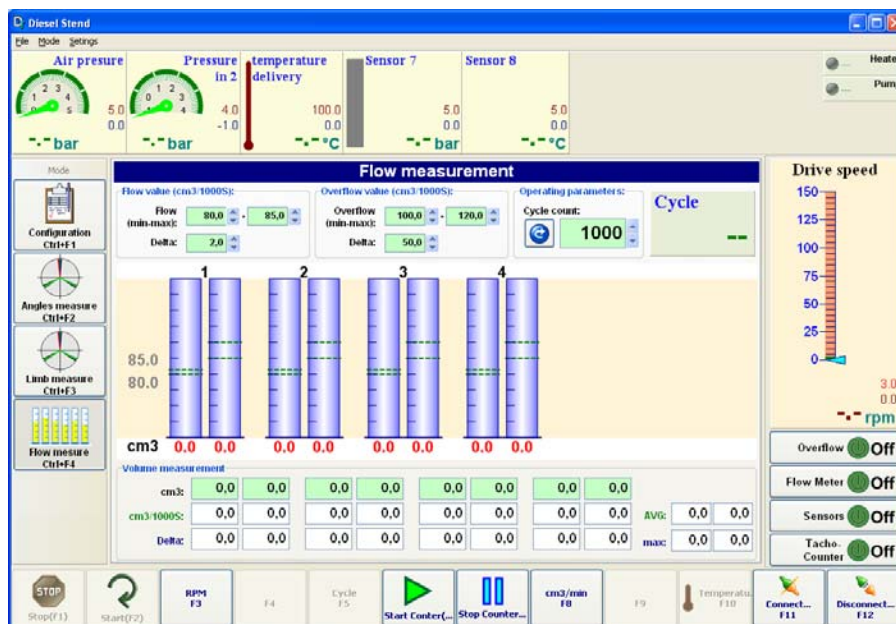 Diesel Stend
File Mode Setings
Air presure
5.0
0.0
-.- bar
Pressure in 2
4.0
-1.0
-.- bar
temperature delivery
100.0
0.0
-.- °C
Sensor 7
5.0
0.0
-.- bar
Sensor 8
5.0
0.0
-.- °C
Heate
Pump
Mode
Configuration
Ctrl+F1
Angles measure
Ctrl+F2
Limb measure
Ctrl+F3
Flow mesure
Ctrl+F4
Flow measurement
Flow value (cm3/1000S):
Flow (min-max): 80,0 - 85,0
Delta: 2,0
Overflow value (cm3/1000S):
Overflow (min-max): 100,0 - 120,0
Delta: 50,0
Operating parameters:
Cycle count:
1000
Cycle
--
1 2 3 4
85.0
80.0
cm3 0.0 0.0 0.0 0.0 0.0 0.0 0.0 0.0
Volume measurement
cm3: 0,0 0,0 0,0 0,0 0,0 0,0 0,0 0,0
cm3/1000S: 0,0 0,0 0,0 0,0 0,0 0,0 0,0 0,0 AVG: 0,0 0,0
Delta: 0,0 0,0 0,0 0,0 0,0 0,0 0,0 0,0 max: 0,0 0,0
Drive speed
150
125
100
75
50
25
0
3.0
0.0
-.- rpm
Overflow Off
Flow Meter Off
Sensors Off
Tacho-Counter Off
STOP
Stop(F1)
Start(F2)
RPM
F3
F4
Cycle
F5
Start Conter(...
Stop Counter...
cm3/min
F8
F9
Temperatu..
F10
Connect...
F11
Disconnect...
F12